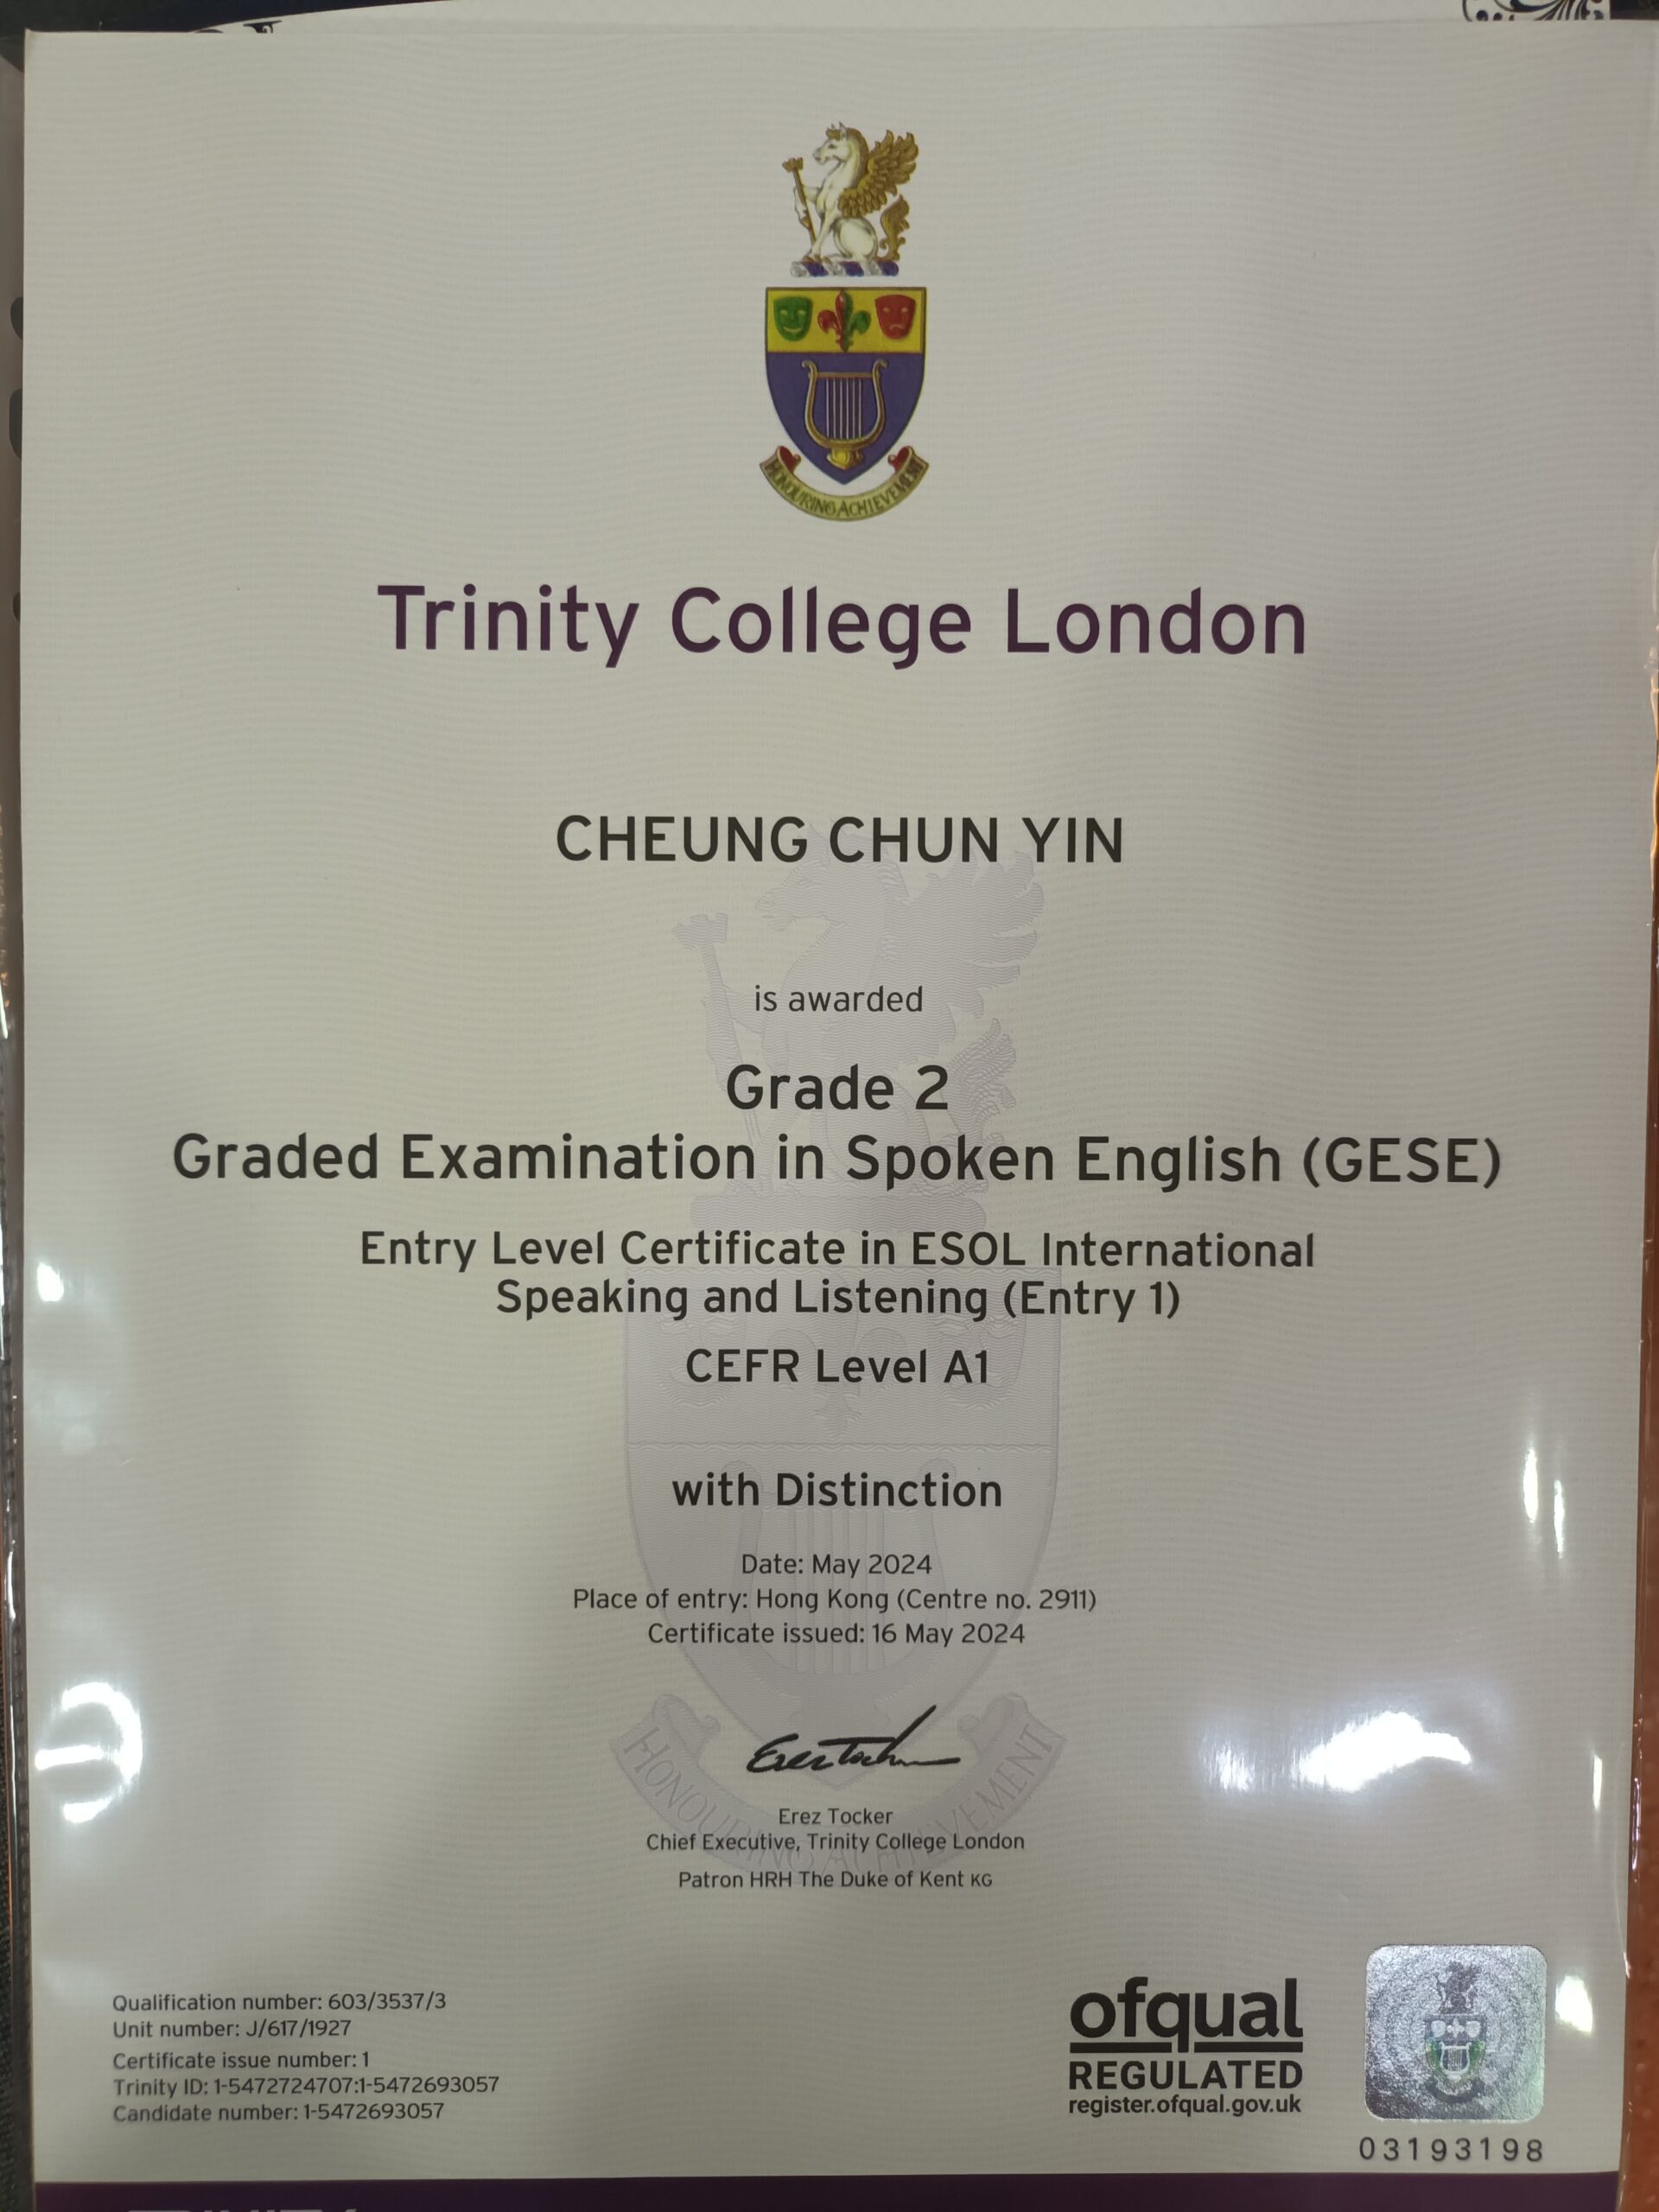 HONOURING ACHIEVEMENT
Trinity College London
CHEUNG CHUN YIN
is awarded
Grade 2
Graded Examination in Spoken English (GESE)
Entry Level Certificate in ESOL International
Speaking and Listening (Entry 1)
CEFR Level A1
with Distinction
Date: May 2024
Place of entry: Hong Kong (Centre no. 2911)
Certificate issued: 16 May 2024
HONOURING ACHIEVEMENT
Erez Tocker
Erez Tocker
Chief Executive, Trinity College London
Patron HRH The Duke of Kent KG
Qualification number: 603/3537/3
Unit number: J/617/1927
Certificate issue number: 1
Trinity ID: 1-5472724707:1-5472693057
Candidate number: 1-5472693057
ofqual
REGULATED
register.ofqual.gov.uk
03193198